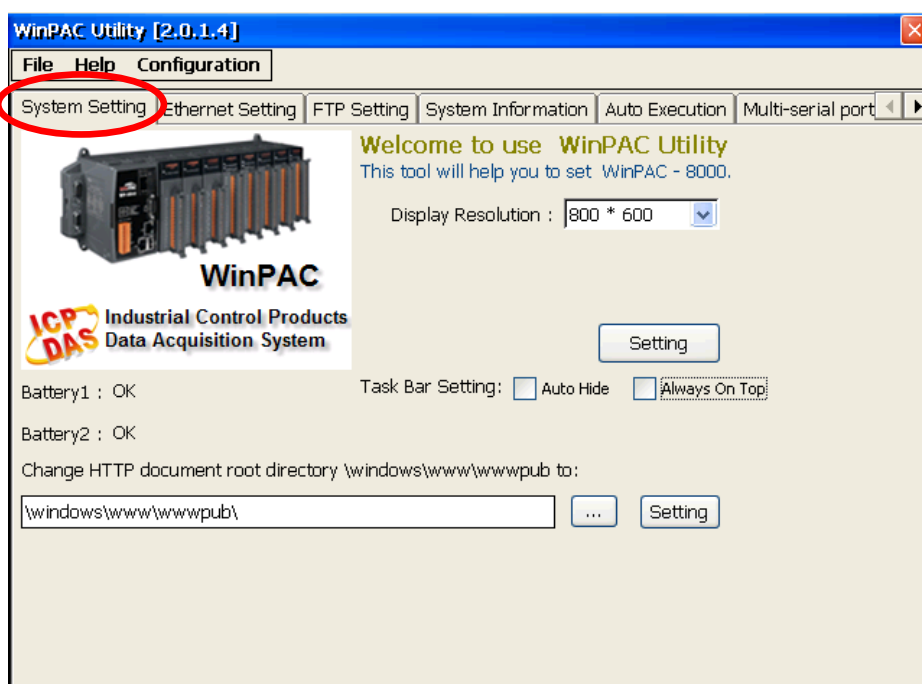 WinPAC Utility [2.0.1.4]
File Help Configuration
System Setting Ethernet Setting FTP Setting System Information Auto Execution Multi-serial port
Welcome to use WinPAC Utility
This tool will help you to set WinPAC - 8000.
Display Resolution : 800 * 600
WinPAC
ICP DAS
Industrial Control Products
Data Acquisition System
Setting
Battery1 : OK
Task Bar Setting: Auto Hide Always On Top
Battery2 : OK
Change HTTP document root directory \windows\www\wwwpub to:
\windows\www\wwwpub\ ... Setting